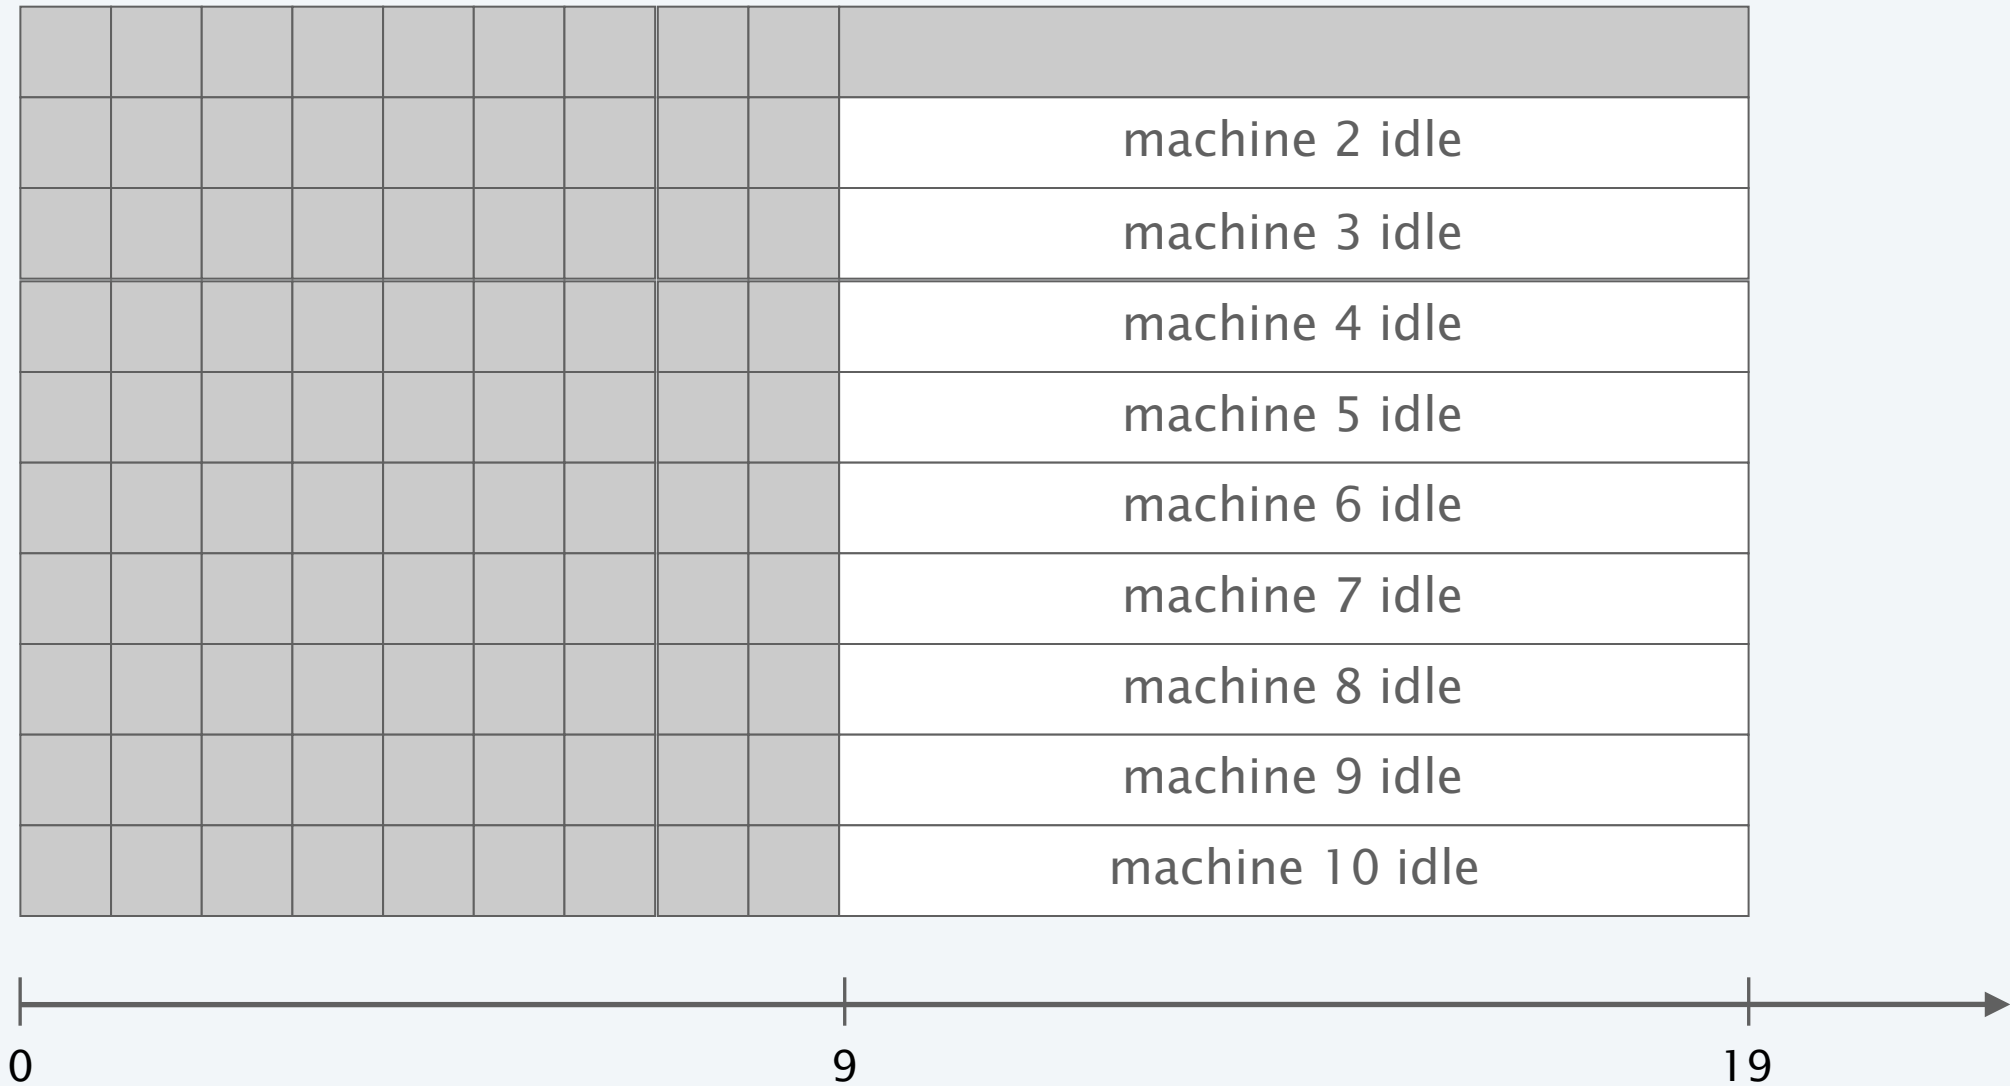 machine 2 idle
machine 3 idle
machine 4 idle
machine 5 idle
machine 6 idle
machine 7 idle
machine 8 idle
machine 9 idle
machine 10 idle
0 9 19